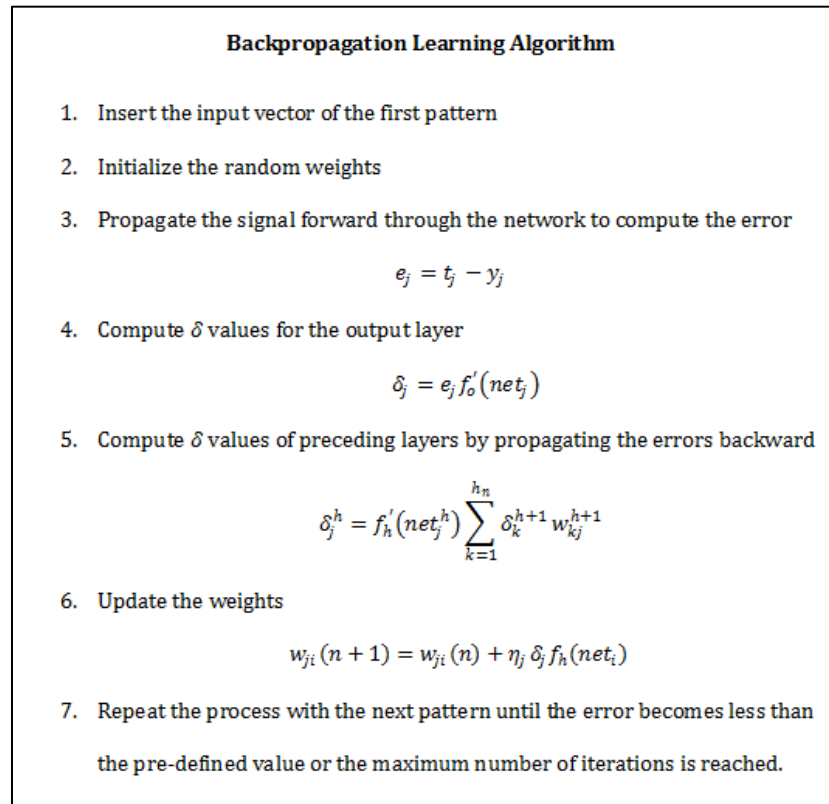 Backpropagation Learning Algorithm
1. Insert the input vector of the first pattern
2. Initialize the random weights
3. Propagate the signal forward through the network to compute the error
e_j = t_j − y_j
4. Compute δ values for the output layer
δ_j = e_j f_o′(net_j)
5. Compute δ values of preceding layers by propagating the errors backward
δ_j^h = f_h′(net_j^h) ∑_{k=1}^{h_n} δ_k^{h+1} w_{kj}^{h+1}
6. Update the weights
w_{ji}(n + 1) = w_{ji}(n) + η_j δ_j f_h(net_i)
7. Repeat the process with the next pattern until the error becomes less than
the pre-defined value or the maximum number of iterations is reached.